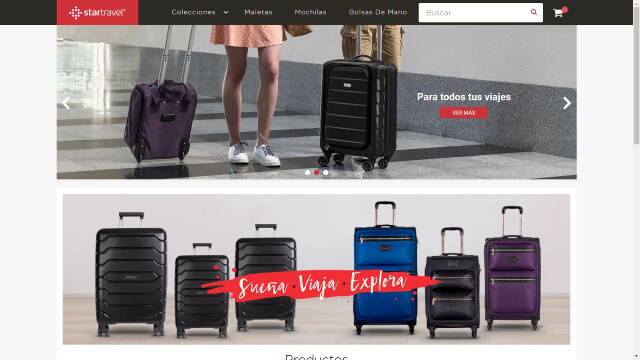 startravel
Colecciones
Maletas
Mochilas
Bolsas De Mano
Buscar
Para todos tus viajes
VER MÁS
Sueña · Viaja · Explora
Productos